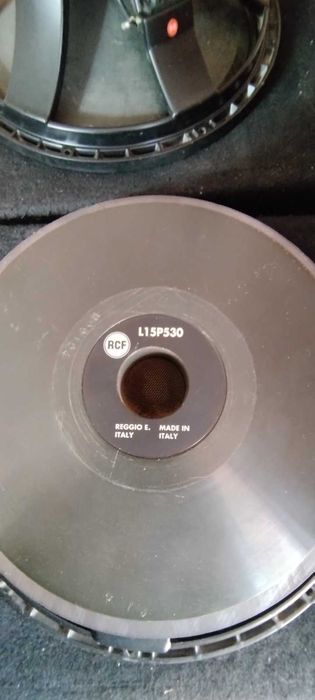 L15P530
RCF
REGGIO E. MADE IN
ITALY ITALY